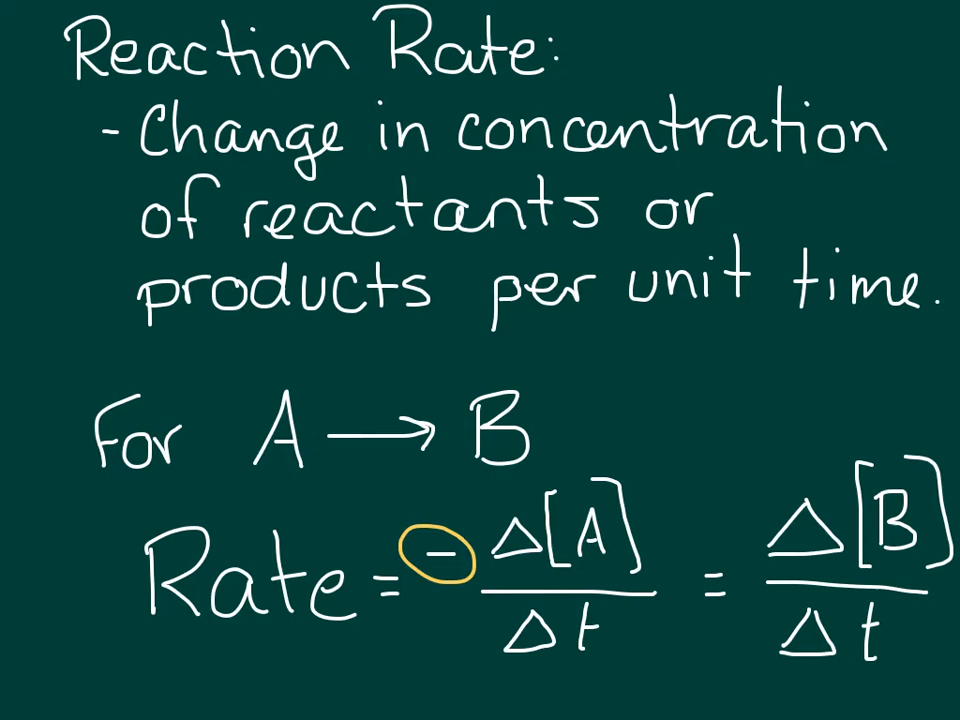 Reaction Rate:
- Change in concentration
of reactants or
products per unit time.
For A → B
Rate = - Δ[A]/Δt = Δ[B]/Δt